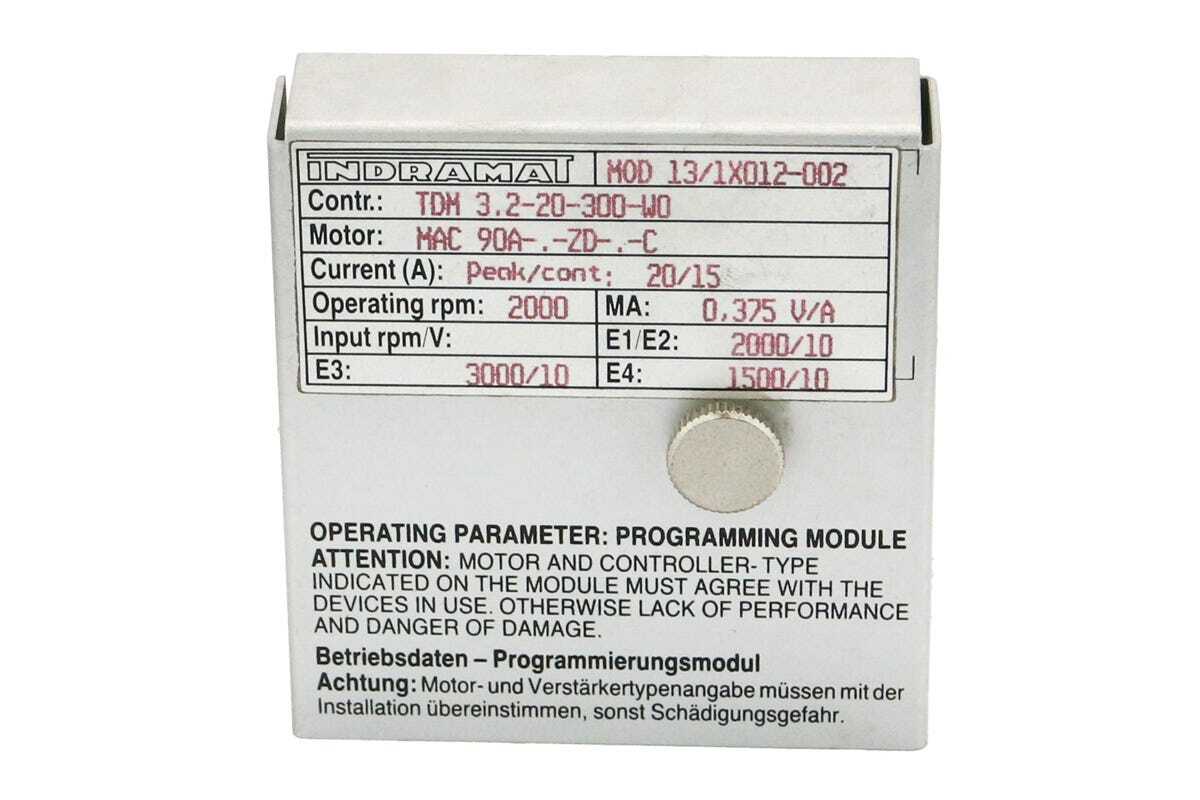 INDRAMAT MOD 13/1X012-002
Contr.: TDM 3.2-20-300-W0
Motor: MAC 90A-.-ZD-.-C
Current (A): Peak/cont: 20/15
Operating rpm: 2000 MA: 0,375 V/A
Input rpm/V: E1/E2: 2000/10
E3: 3000/10 E4: 1500/10
OPERATING PARAMETER: PROGRAMMING MODULE
ATTENTION: MOTOR AND CONTROLLER-TYPE
INDICATED ON THE MODULE MUST AGREE WITH THE
DEVICES IN USE. OTHERWISE LACK OF PERFORMANCE
AND DANGER OF DAMAGE.
Betriebsdaten – Programmierungsmodul
Achtung: Motor- und Verstärkertypenangabe müssen mit der
Installation übereinstimmen, sonst Schädigungsgefahr.